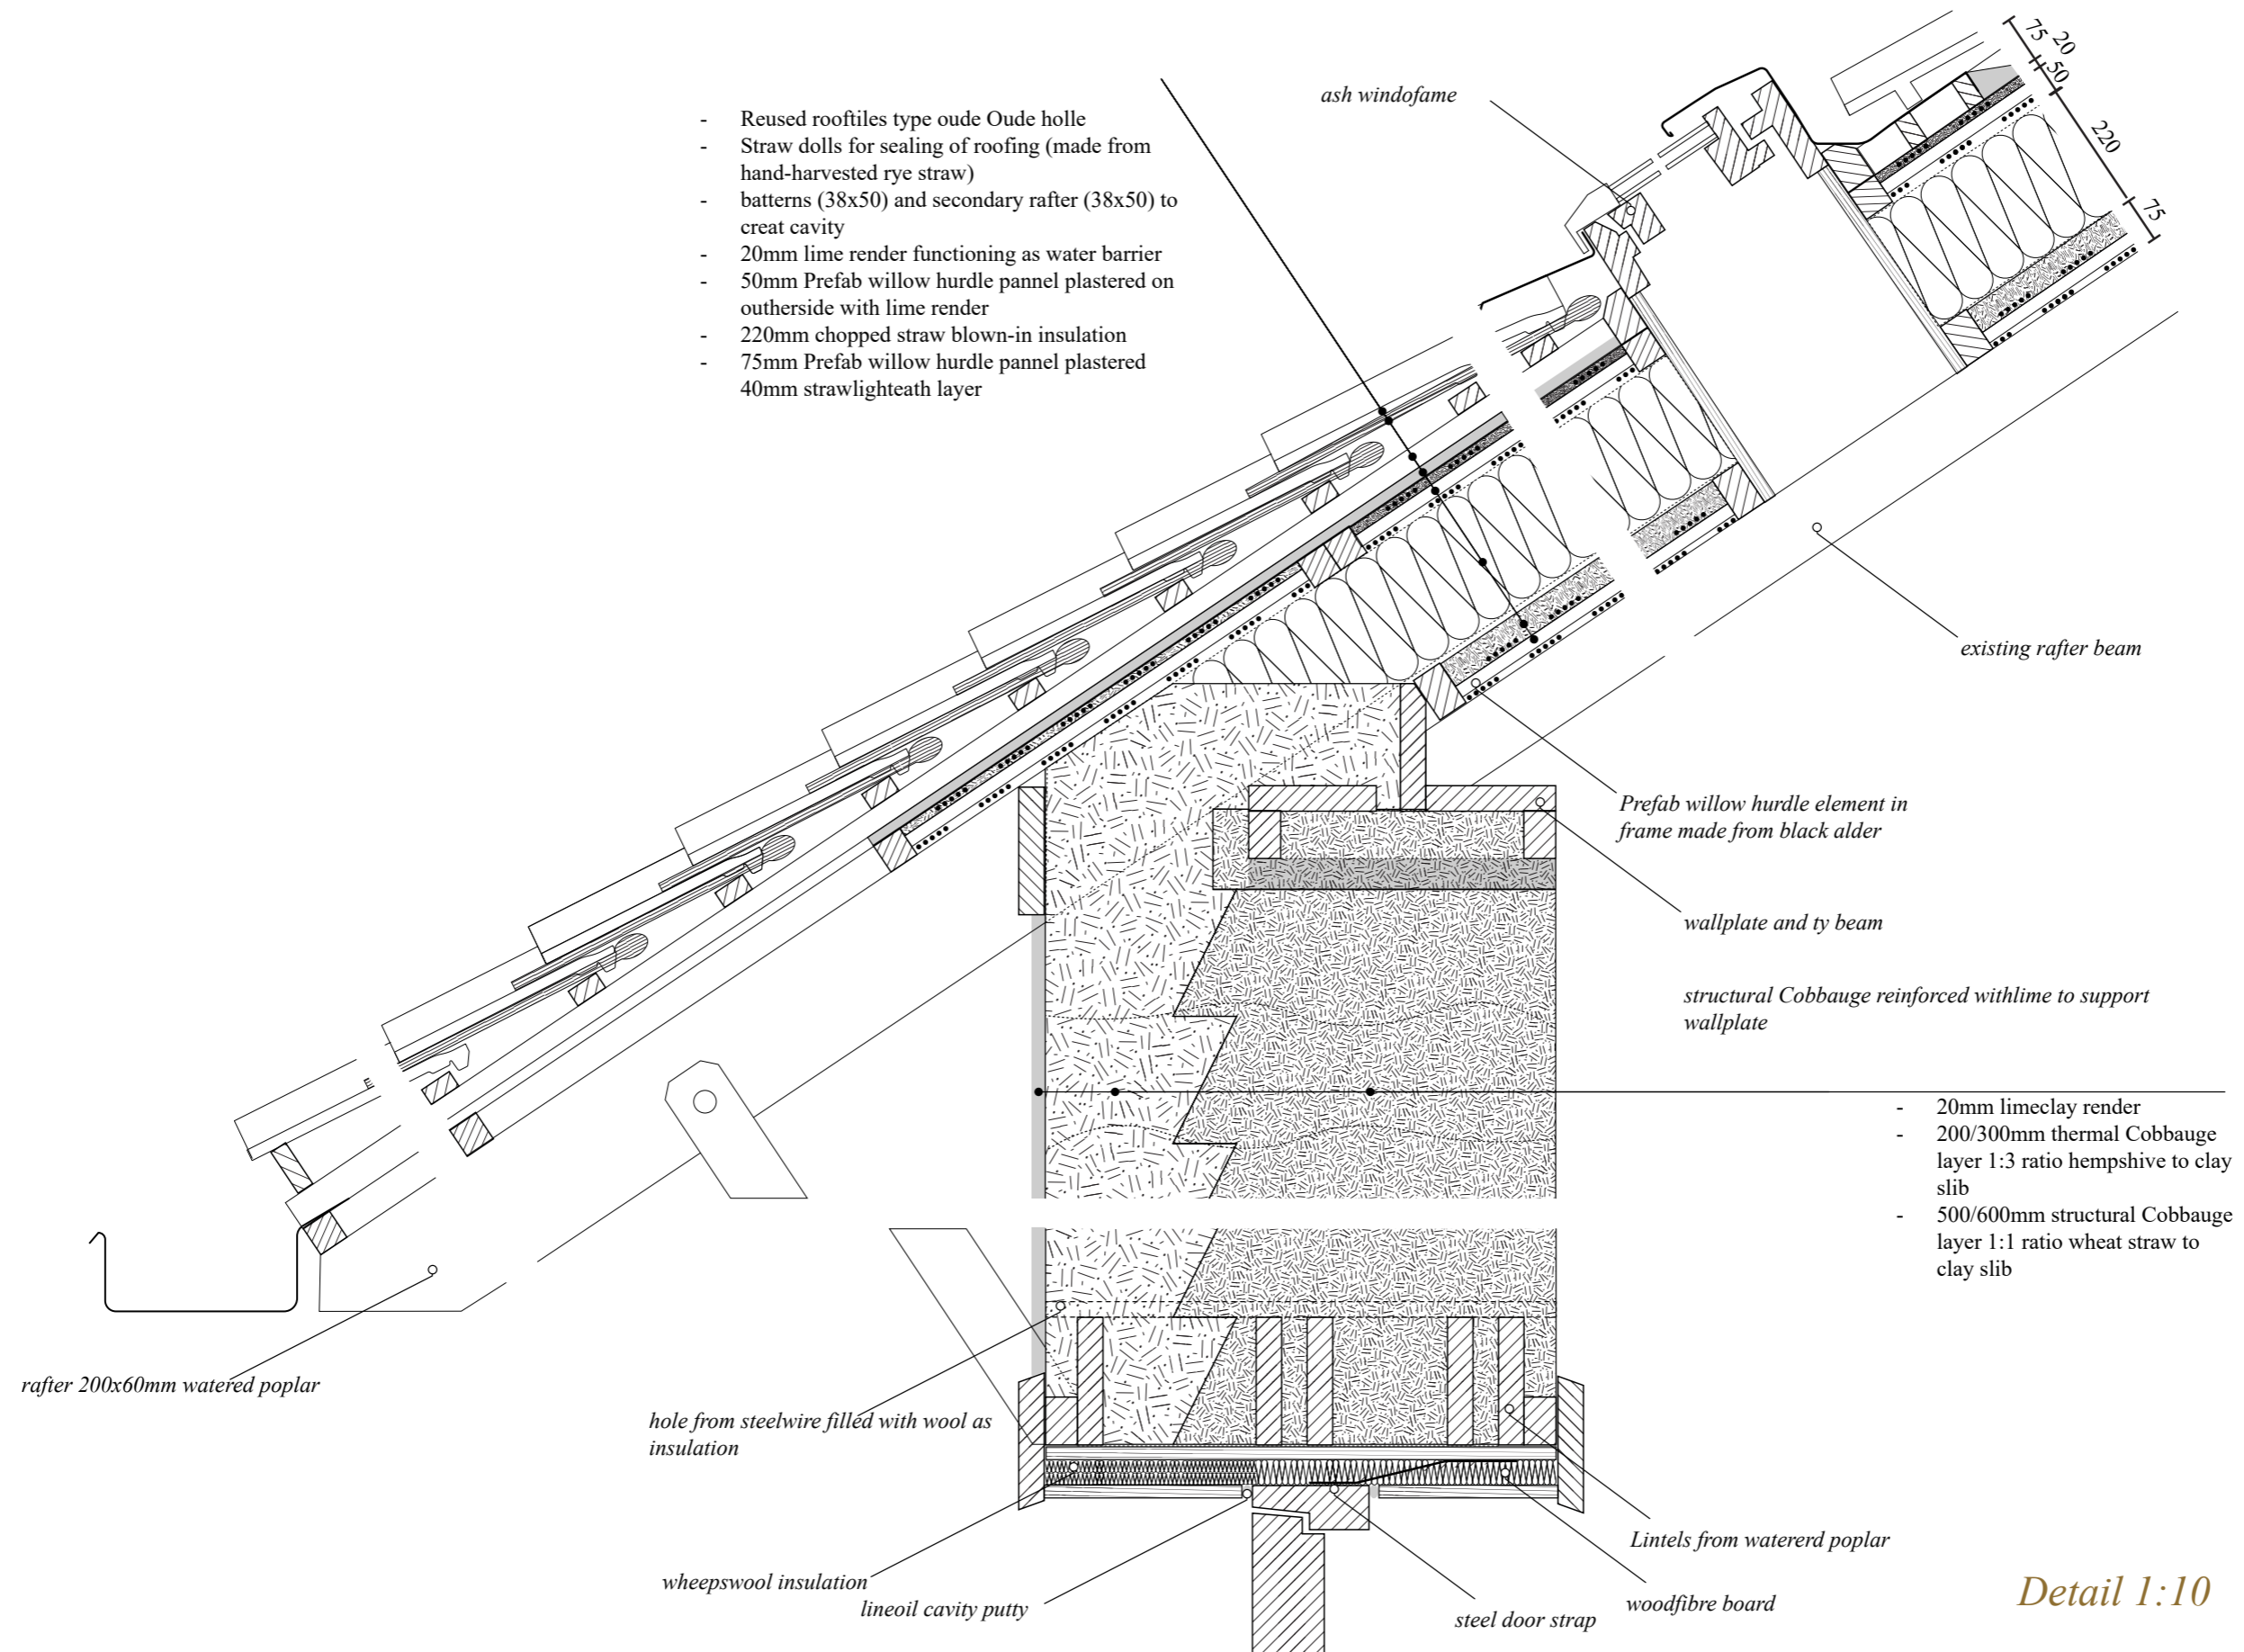 75
20
50
220
75
ash windofame
- Reused rooftiles type oude Oude holle
- Straw dolls for sealing of roofing (made from
hand-harvested rye straw)
- batterns (38x50) and secondary rafter (38x50) to
creat cavity
- 20mm lime render functioning as water barrier
- 50mm Prefab willow hurdle pannel plastered on
outherside with lime render
- 220mm chopped straw blown-in insulation
- 75mm Prefab willow hurdle pannel plastered
40mm strawlighteath layer
existing rafter beam
Prefab willow hurdle element in
frame made from black alder
wallplate and ty beam
structural Cobbauge reinforced withlime to support
wallplate
- 20mm limeclay render
- 200/300mm thermal Cobbauge
layer 1:3 ratio hempshive to clay
slib
- 500/600mm structural Cobbauge
layer 1:1 ratio wheat straw to
clay slib
rafter 200x60mm watered poplar
hole from steelwire filled with wool as
insulation
Lintels from watererd poplar
wheepswool insulation
lineoil cavity putty
steel door strap
woodfibre board
Detail 1:10